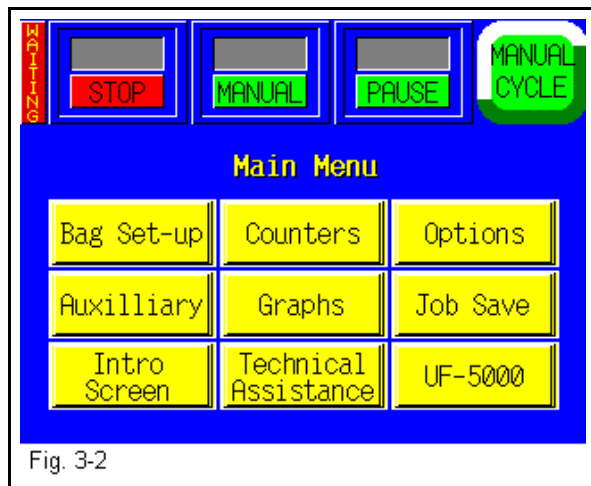 WAITING
STOP
MANUAL
PAUSE
MANUAL
CYCLE
Main Menu
Bag Set-up
Counters
Options
Auxilliary
Graphs
Job Save
Intro
Screen
Technical
Assistance
UF-5000
Fig. 3-2